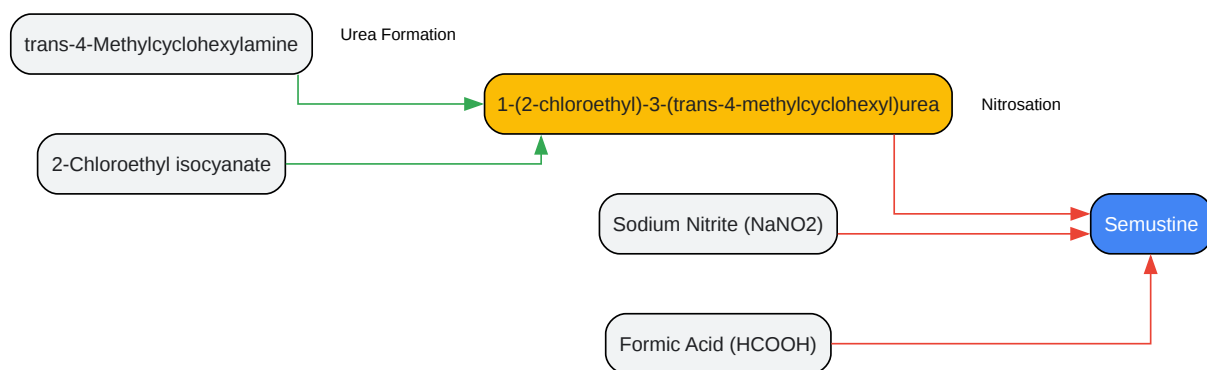 trans-4-Methylcyclohexylamine
Urea Formation
1-(2-chloroethyl)-3-(trans-4-methylcyclohexyl)urea
Nitrosation
2-Chloroethyl isocyanate
Sodium Nitrite (NaNO2)
Semustine
Formic Acid (HCOOH)